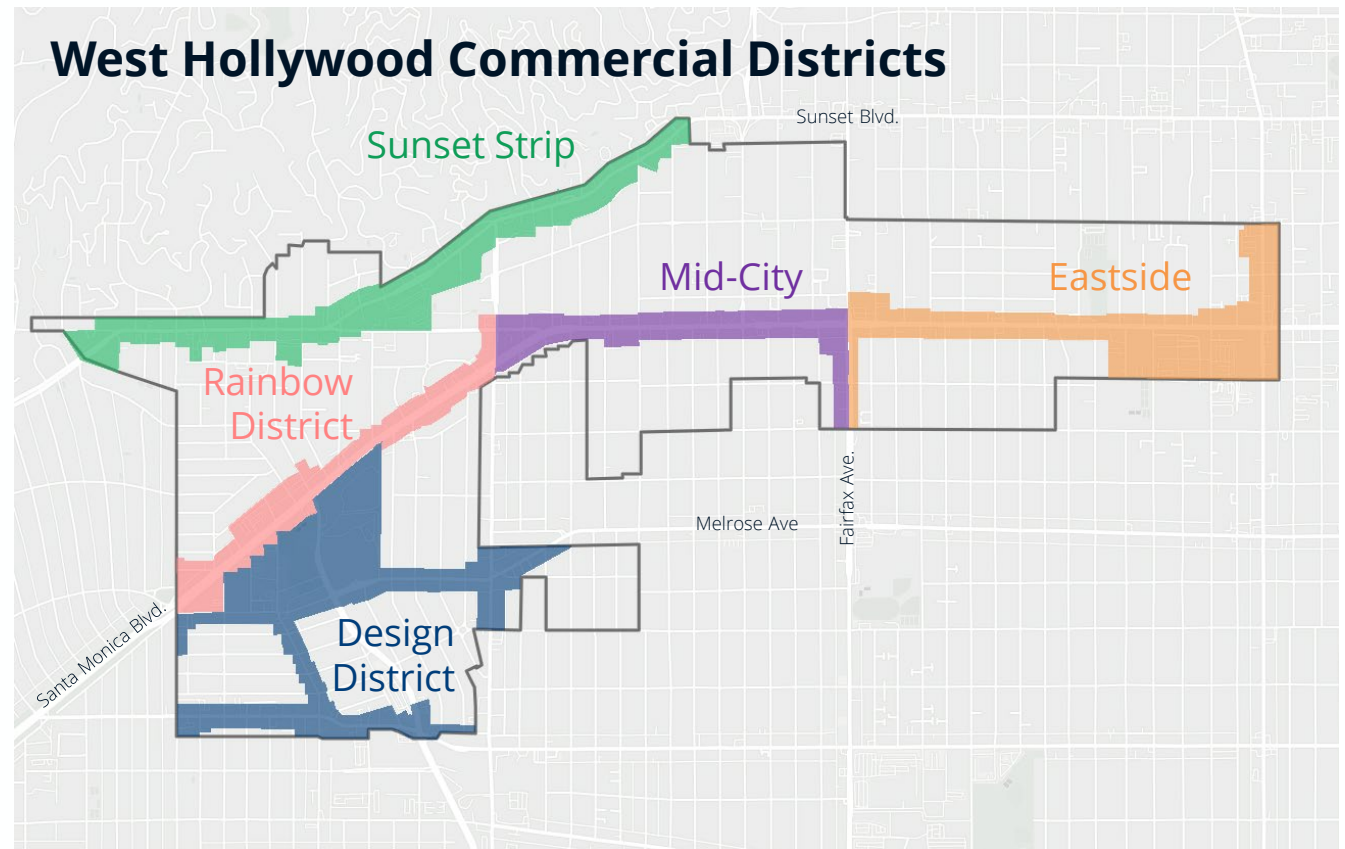 West Hollywood Commercial Districts
Sunset Blvd.
Sunset Strip
Mid-City
Eastside
Rainbow
District
Fairfax Ave.
Melrose Ave
Santa Monica Blvd.
Design
District